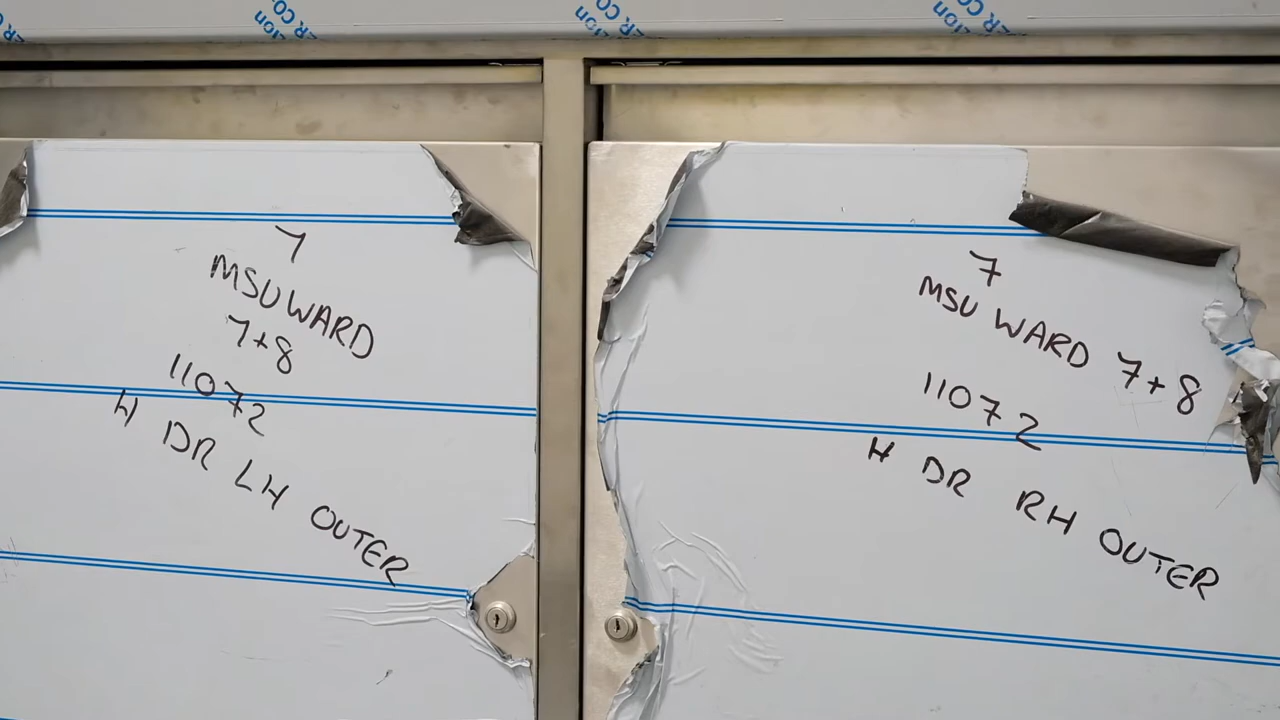 7
MSU WARD
7+8
11072
H DR LH OUTER
7
MSU WARD 7+8
11072
H DR RH OUTER